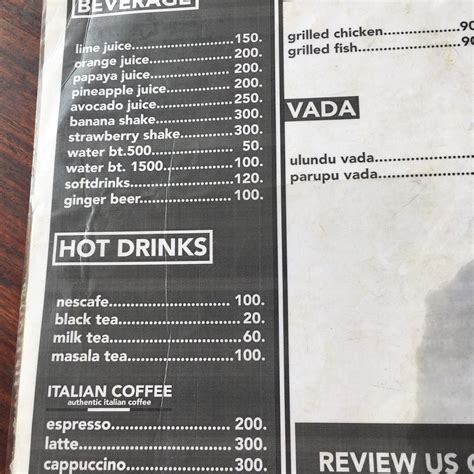 BEVERAGE
lime juice..................150.
orange juice..............200.
papaya juice.............200.
pineapple juice.........200.
avocado juice............250.
banana shake............300.
strawberry shake......300.
water bt.500.............. 50.
water bt. 1500..........100.
softdrinks..................120.
ginger beer...............100.
HOT DRINKS
nescafe......................100.
black tea.....................20.
milk tea.......................60.
masala tea................100.
ITALIAN COFFEE
authentic italian coffee
espresso...................200.
latte...........................300.
cappuccino..............300.
grilled chicken
grilled fish
VADA
ulundu vada
parupu vada
REVIEW US